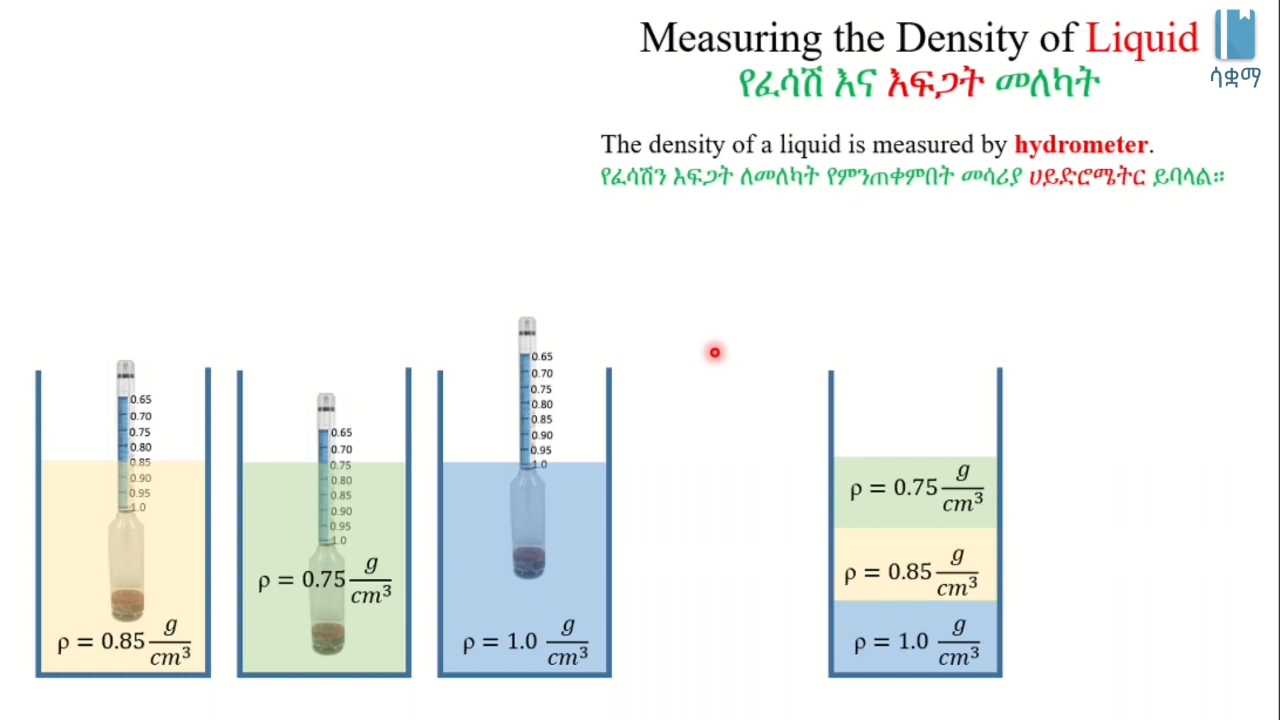 Measuring the Density of Liquid
የፈሳሽ እና እፍጋት መለካት
ሳቋማ
The density of a liquid is measured by hydrometer.
የፈሳሽን እፍጋት ለመለካት የምንጠቀምበት መሳሪያ ሀይድሮሜትር ይባላል።
0.65
0.70
0.75
0.80
0.85
0.90
0.95
1.0
ρ = 0.85 g/cm³
0.65
0.70
0.75
0.80
0.85
0.90
0.95
1.0
ρ = 0.75 g/cm³
0.65
0.70
0.75
0.80
0.85
0.90
0.95
1.0
ρ = 1.0 g/cm³
ρ = 0.75 g/cm³
ρ = 0.85 g/cm³
ρ = 1.0 g/cm³